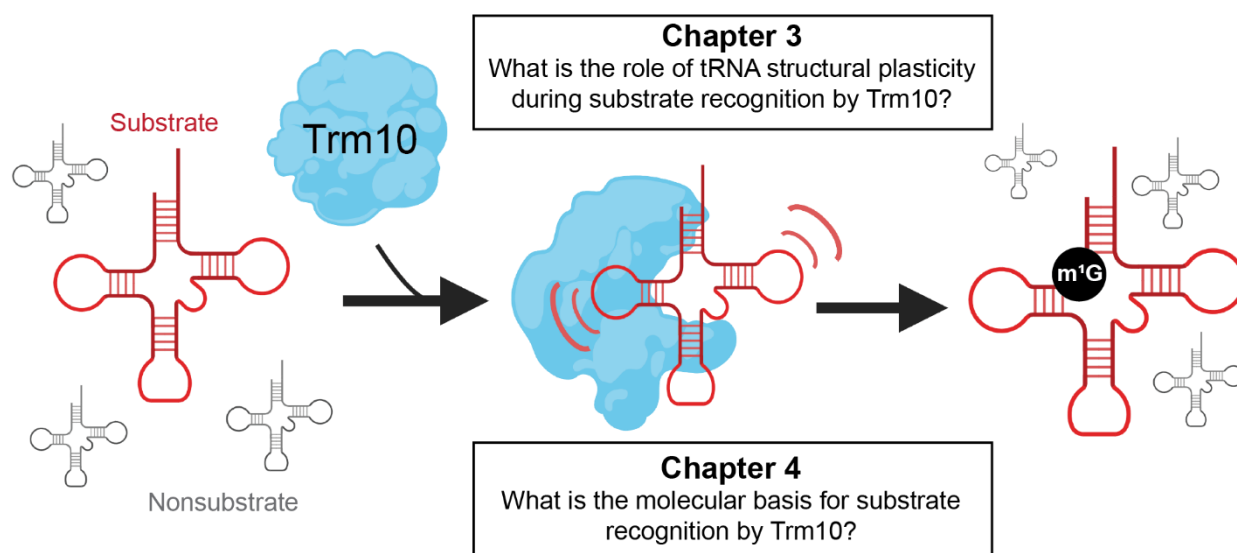 Chapter 3
What is the role of tRNA structural plasticity
during substrate recognition by Trm10?
Substrate
Trm10
m¹G
Nonsubstrate
Chapter 4
What is the molecular basis for substrate
recognition by Trm10?